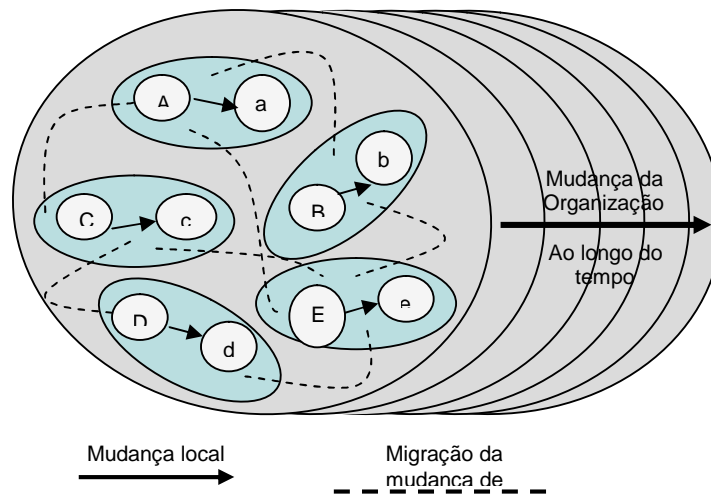 A
a
b
B
C
c
D
d
E
e
Mudança da
Organização
Ao longo do
tempo
Mudança local
Migração da
mudança de